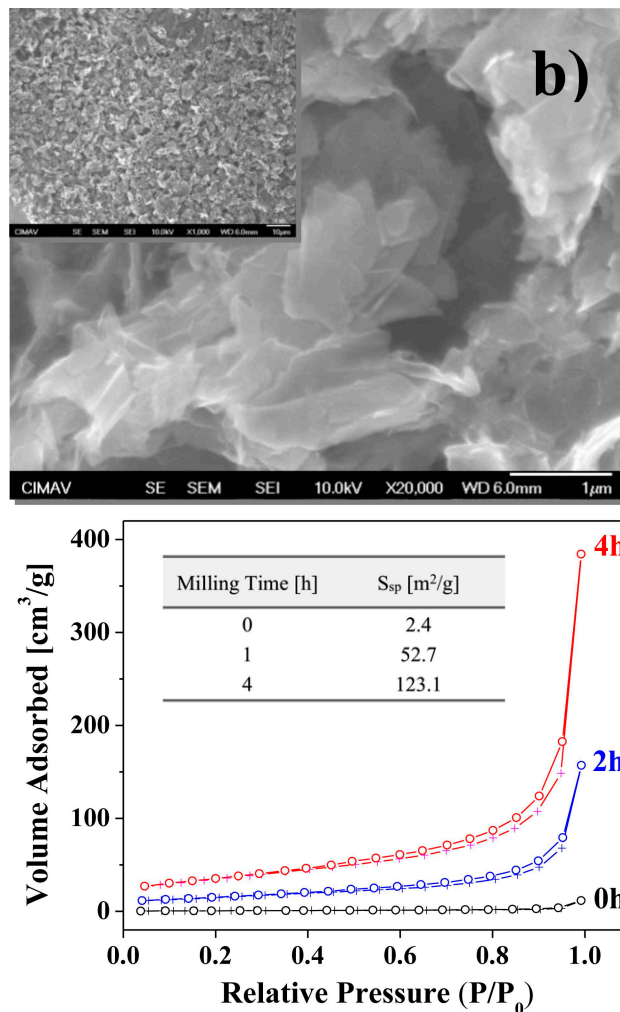 b)
CIMAV SE SEM SEI 10.0kV X1,000 WD 6.0mm 10µm
CIMAV SE SEM SEI 10.0kV X20,000 WD 6.0mm 1µm
400
300
200
100
0
Volume Adsorbed [cm³/g]
Milling Time [h] Sₛₚ [m²/g]
0 2.4
1 52.7
4 123.1
4h
2h
0h
0.0 0.2 0.4 0.6 0.8 1.0
Relative Pressure (P/P₀)